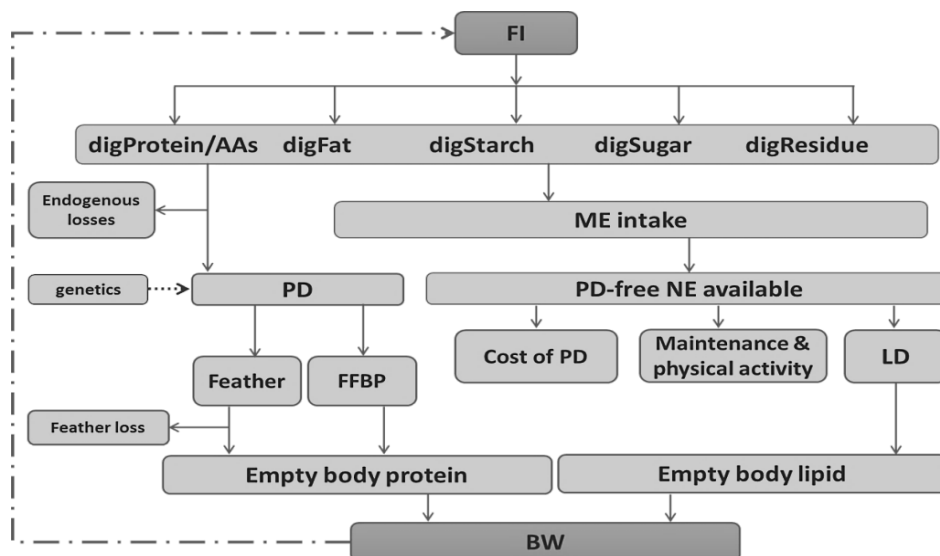 FI
digProtein/AAs digFat digStarch digSugar digResidue
Endogenous
losses
ME intake
genetics
PD
PD-free NE available
Feather
FFBP
Cost of PD
Maintenance &
physical activity
LD
Feather loss
Empty body protein
Empty body lipid
BW